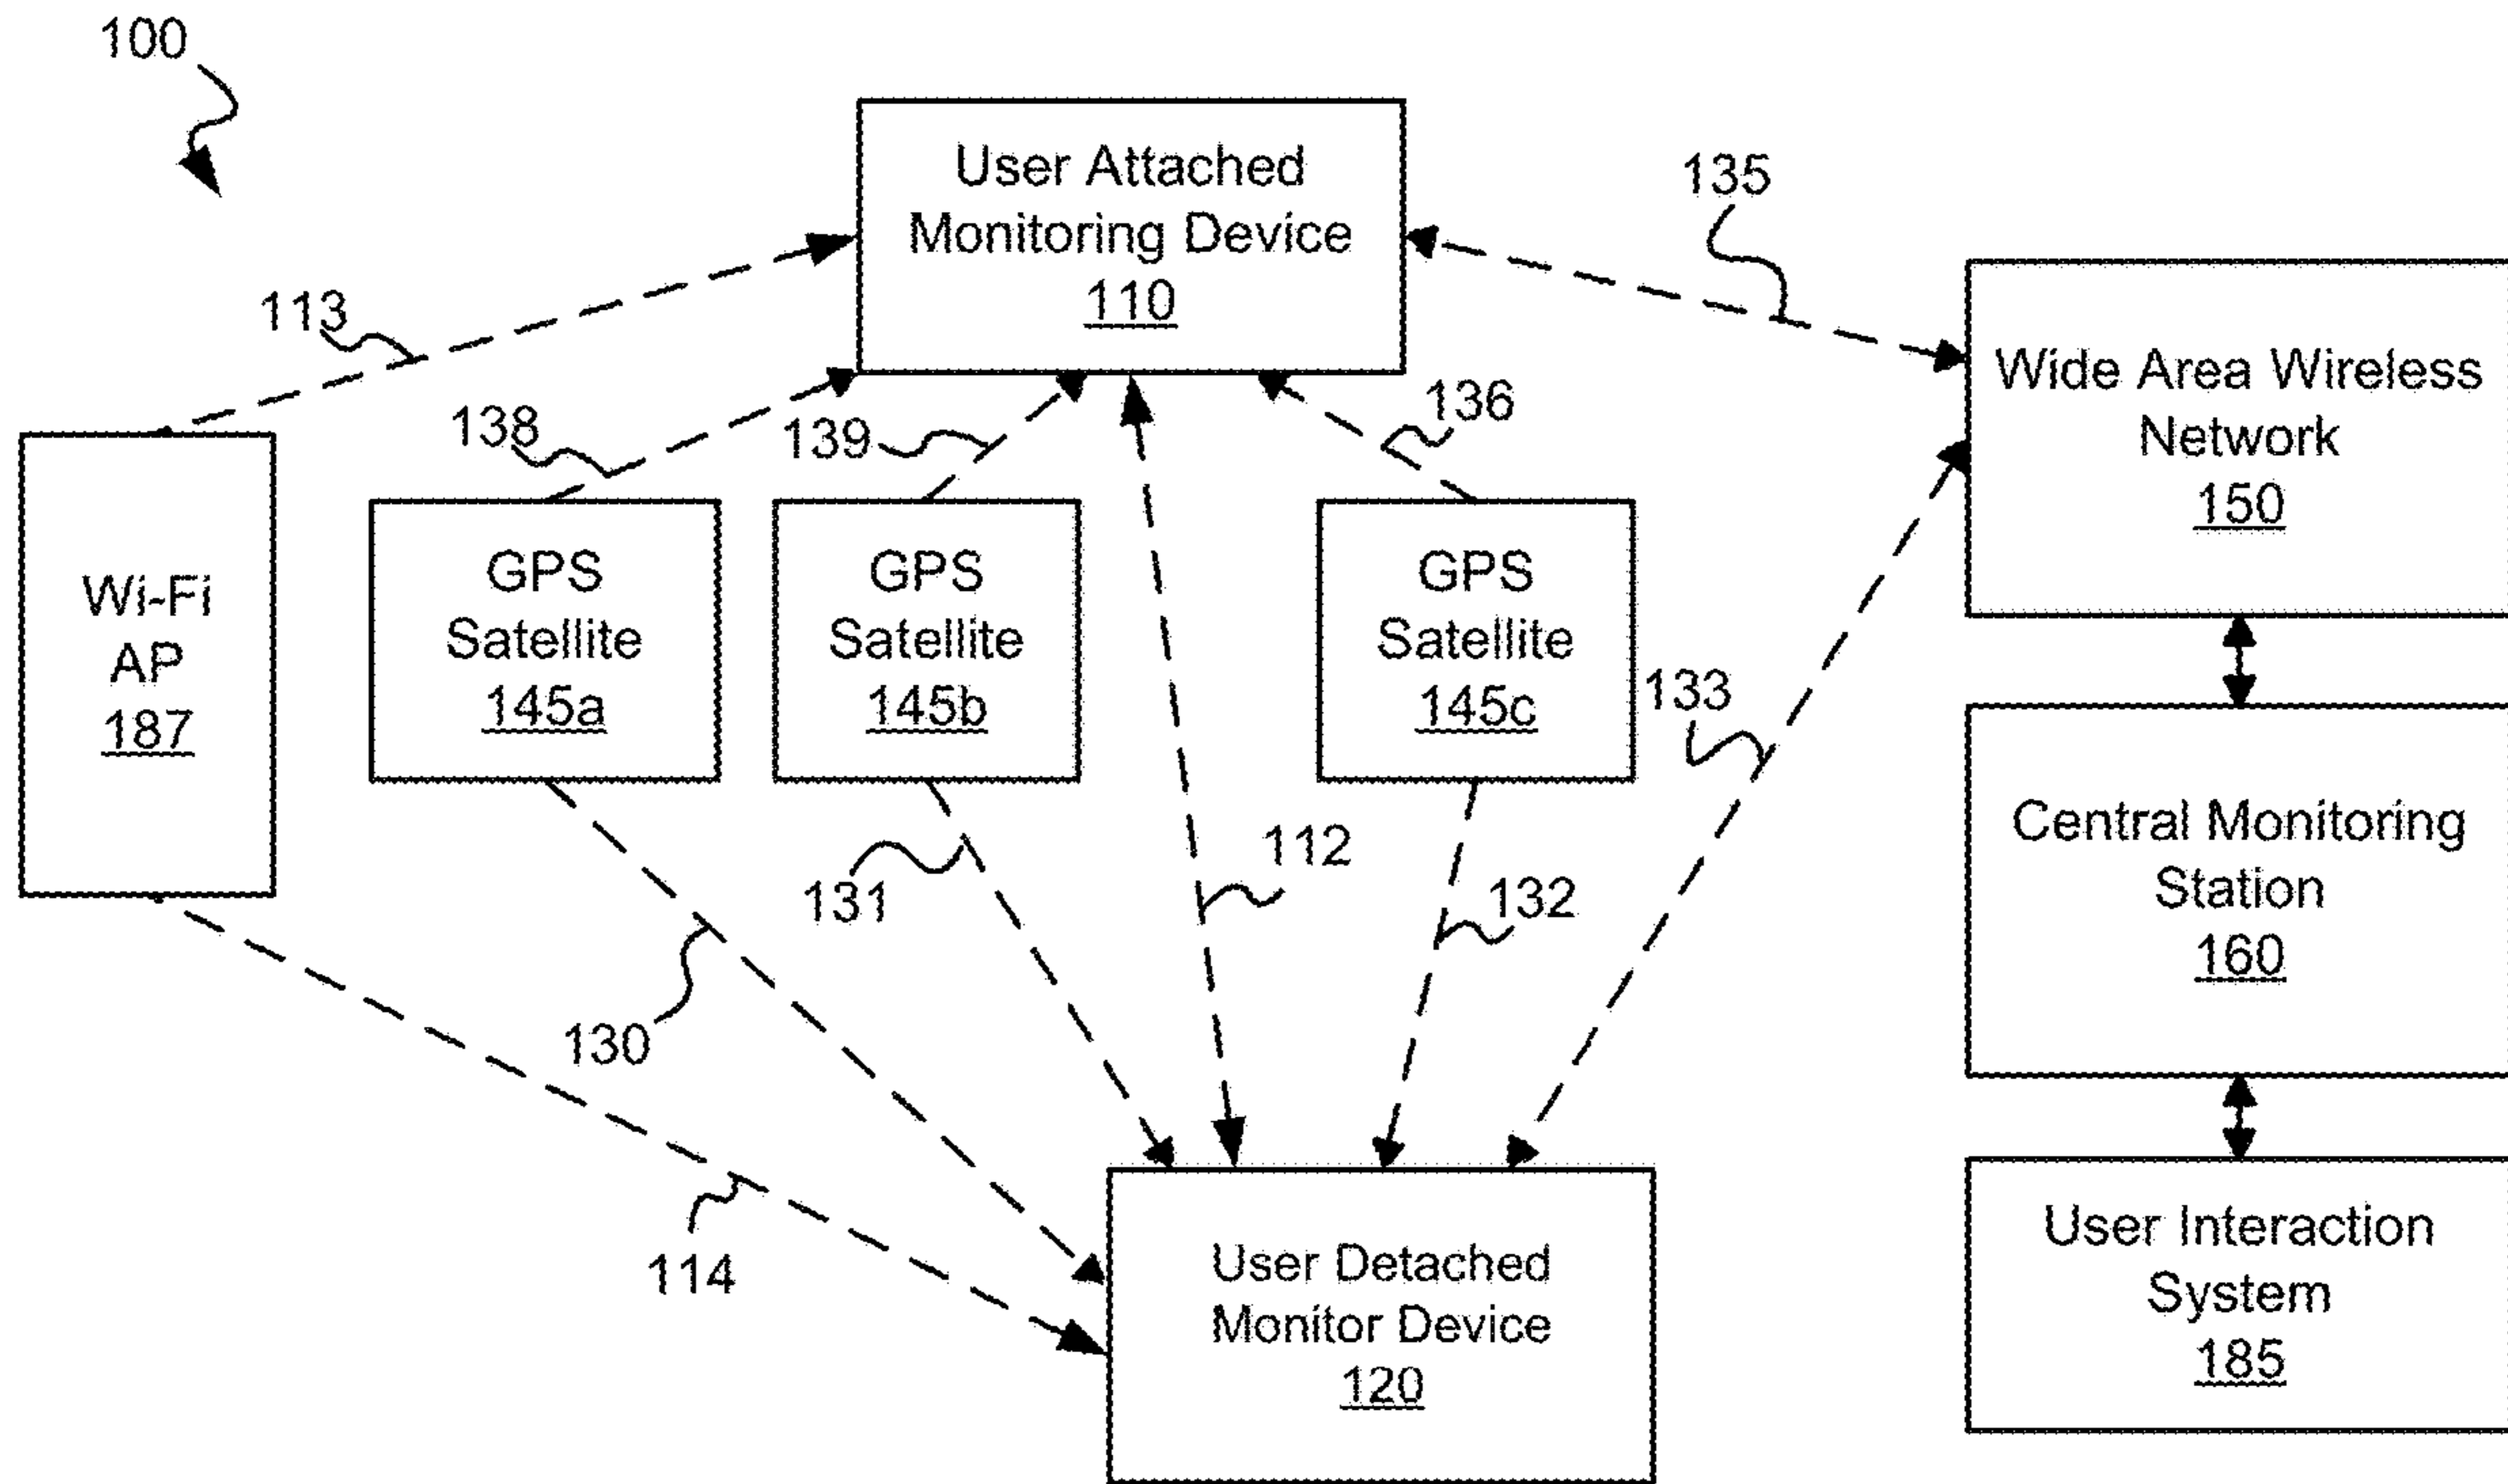 100
User Attached
Monitoring Device
110
135
113
Wide Area Wireless
Network
150
138
139
136
Wi-Fi
AP
187
GPS
Satellite
145a
GPS
Satellite
145b
GPS
Satellite
145c
133
Central Monitoring
Station
160
131
112
132
130
114
User Detached
Monitor Device
120
User Interaction
System
185